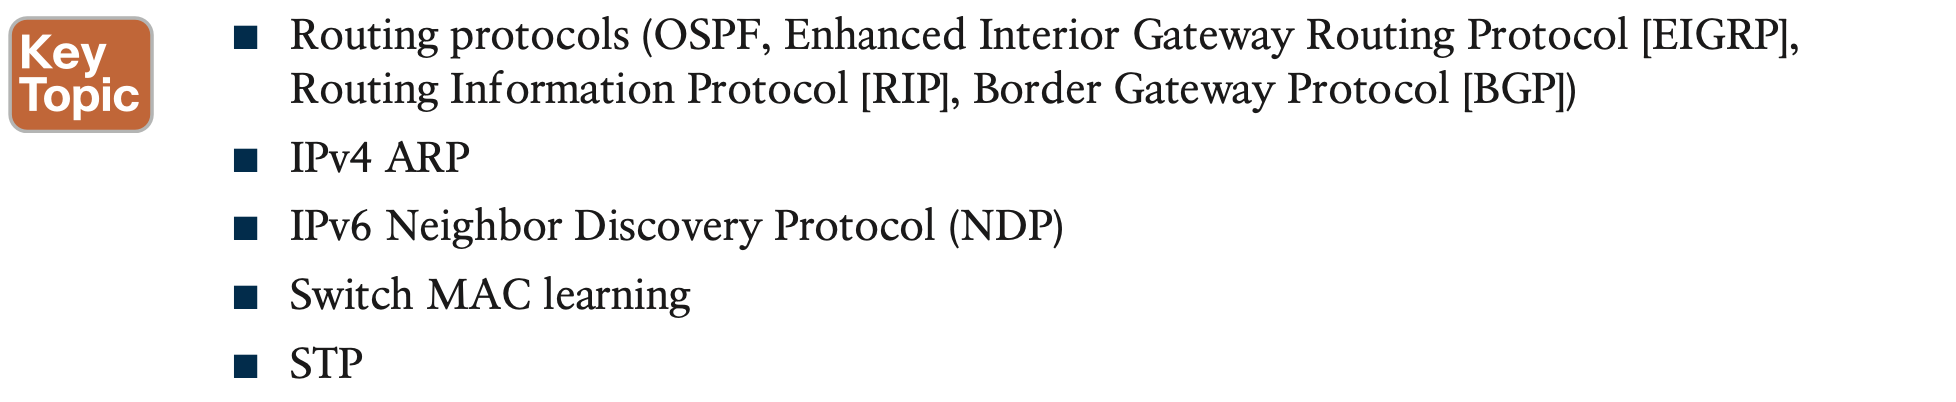 Key
Topic
■ Routing protocols (OSPF, Enhanced Interior Gateway Routing Protocol [EIGRP],
Routing Information Protocol [RIP], Border Gateway Protocol [BGP])
■ IPv4 ARP
■ IPv6 Neighbor Discovery Protocol (NDP)
■ Switch MAC learning
■ STP